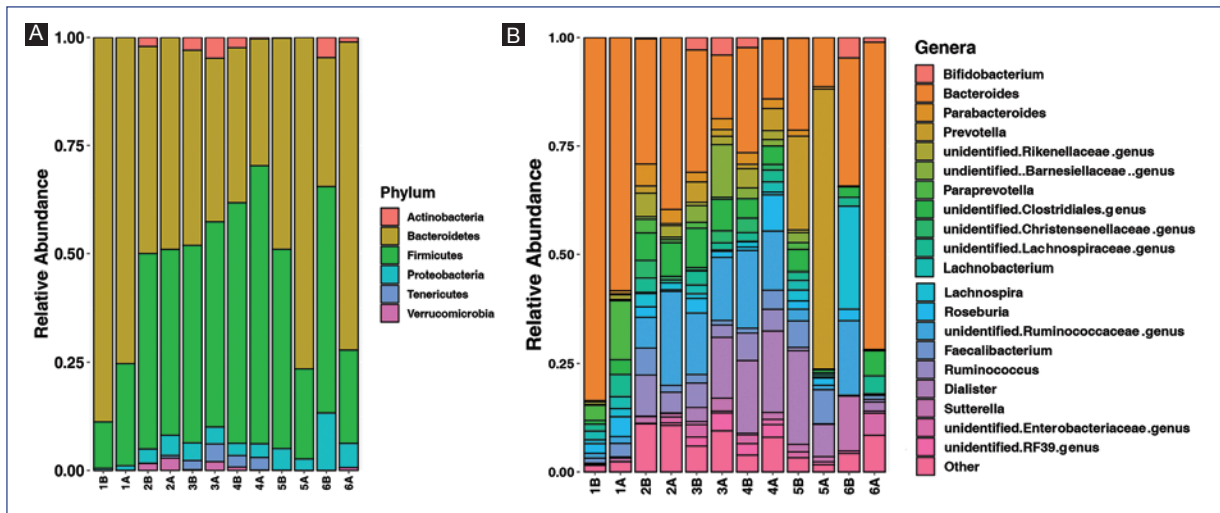 A
Relative Abundance
1.00
0.75
0.50
0.25
0.00
1B
1A
2B
2A
3B
3A
4B
4A
5B
5A
6B
6A
Phylum
Actinobacteria
Bacteroidetes
Firmicutes
Proteobacteria
Tenericutes
Verrucomicrobia
B
Relative Abundance
1.00
0.75
0.50
0.25
0.00
1B
1A
2B
2A
3B
3A
4B
4A
5B
5A
6B
6A
Genera
Bifidobacterium
Bacteroides
Parabacteroides
Prevotella
unidentified.Rikenellaceae.genus
undientified..Barnesiellaceae..genus
Paraprevotella
unidentified.Clostridiales.genus
unidentified.Christensenellaceae.genus
unidentified.Lachnospiraceae.genus
Lachnobacterium
Lachnospira
Roseburia
unidentified.Ruminococcaceae.genus
Faecalibacterium
Ruminococcus
Dialister
Sutterella
unidentified.Enterobacteriaceae.genus
unidentified.RF39.genus
Other